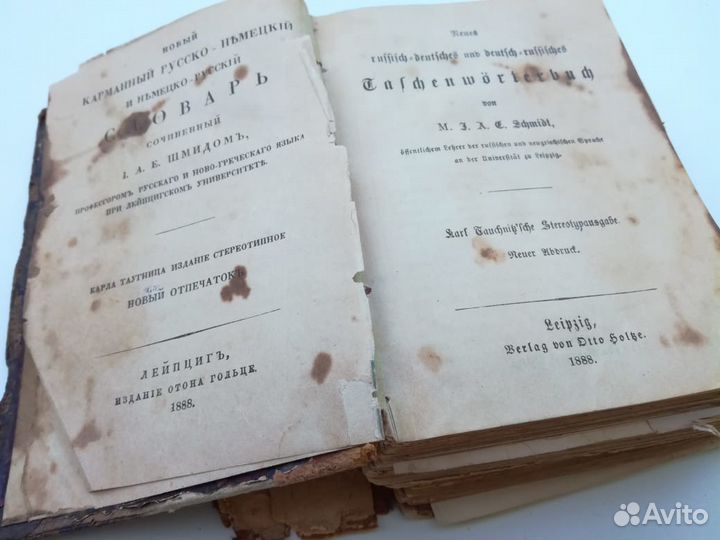 НОВЫЙ
КАРМАННЫЙ РУССКО-НѢМЕЦКІЙ
И НѢМЕЦКО-РУССКІЙ
СЛОВАРЬ
СОЧИНЕННЫЙ
I. А. Е. ШМИДОМЪ,
ПРОФЕССОРОМЪ РУССКАГО И НОВО-ГРЕЧЕСКАГО ЯЗЫКА
ПРИ ЛЕЙПЦИГСКОМЪ УНИВЕРСИТЕТѢ.
КАРЛА ТАУТНИЦА ИЗДАНІЕ СТЕРЕОТИПНОЕ
НОВЫЙ ОТПЕЧАТОКЪ
ЛЕЙПЦИГЪ,
ИЗДАНІЕ ОТОНА ГОЛЬЦЕ.
1888.
Neues
russisch-deutsches und deutsch-russisches
Taschenwörterbuch
von
M. J. A. E. Schmidt,
öffentlichem Lehrer der russischen und neugriechischen Sprache
an der Universität zu Leipzig.
Karl Tauchnitz'sche Stereotypausgabe.
Neuer Abdruck.
Leipzig,
Verlag von Otto Holtze.
1888.
Avito